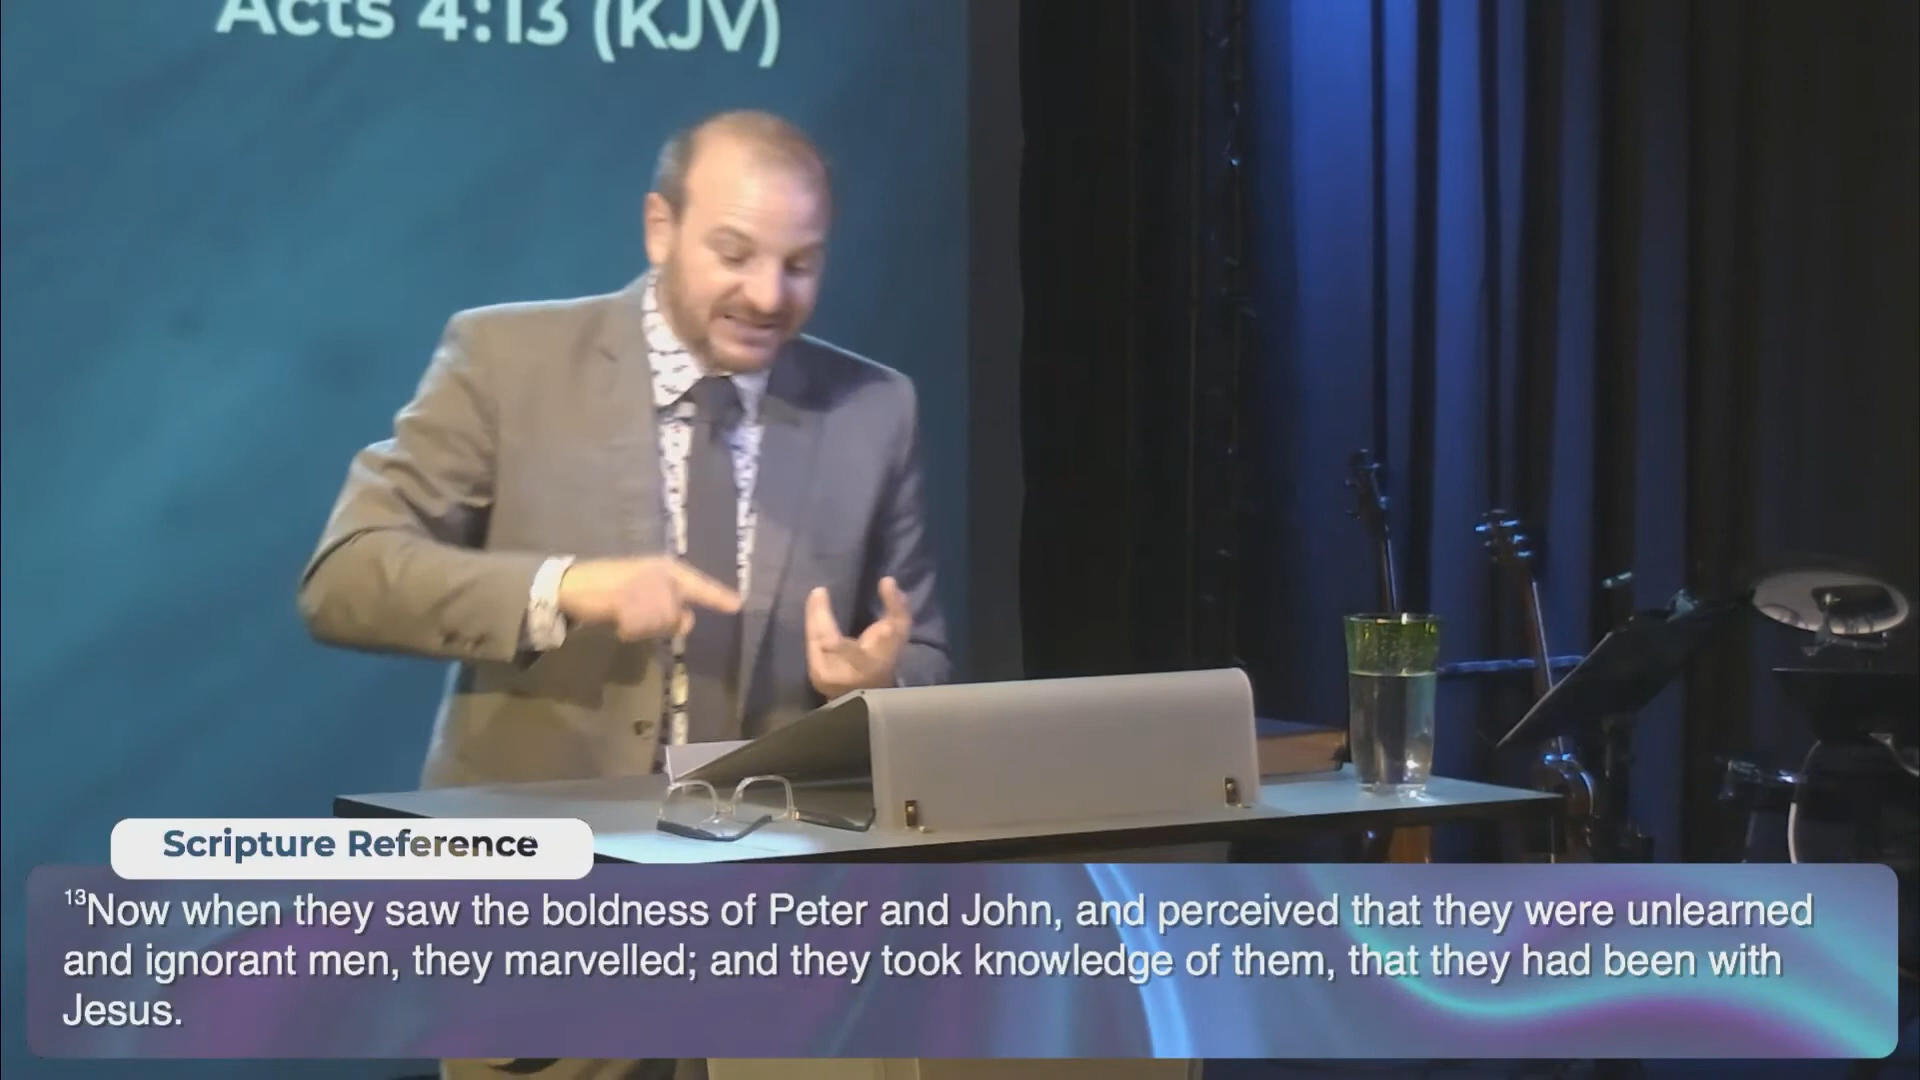 Acts 4:13 (KJV)
Scripture Reference
13Now when they saw the boldness of Peter and John, and perceived that they were unlearned
and ignorant men, they marvelled; and they took knowledge of them, that they had been with
Jesus.